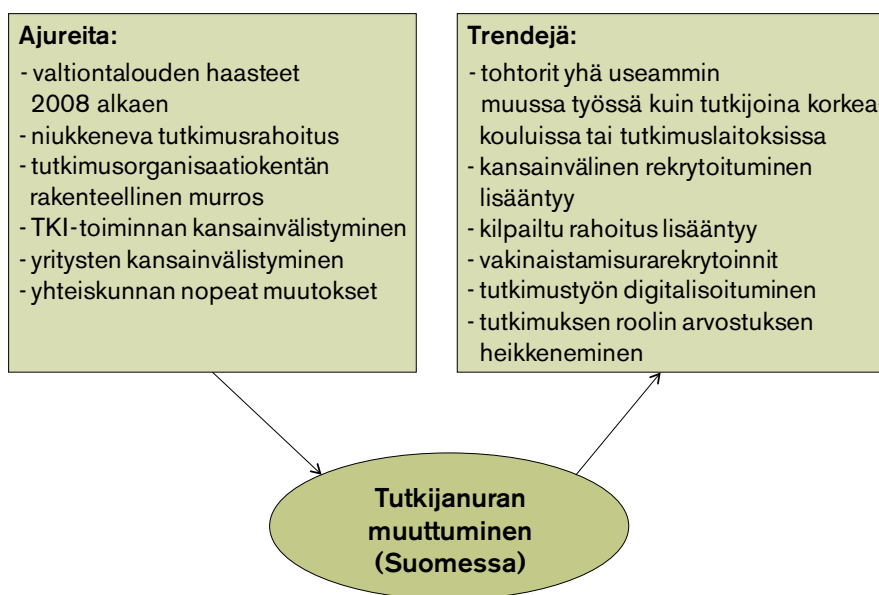 Ajureita:
- valtiontalouden haasteet
2008 alkaen
- niukkeneva tutkimusrahoitus
- tutkimusorganisaatiokentän
rakenteellinen murros
- TKI-toiminnan kansainvälistyminen
- yritysten kansainvälistyminen
- yhteiskunnan nopeat muutokset
Trendejä:
- tohtorit yhä useammin
muussa työssä kuin tutkijoina korkea
kouluissa tai tutkimuslaitoksissa
- kansainvälinen rekrytoituminen
lisääntyy
- kilpailtu rahoitus lisääntyy
- vakinaistamisurarekrytoinnit
- tutkimustyön digitalisoituminen
- tutkimuksen roolin arvostuksen
heikkeneminen
Tutkijanuran
muuttuminen
(Suomessa)